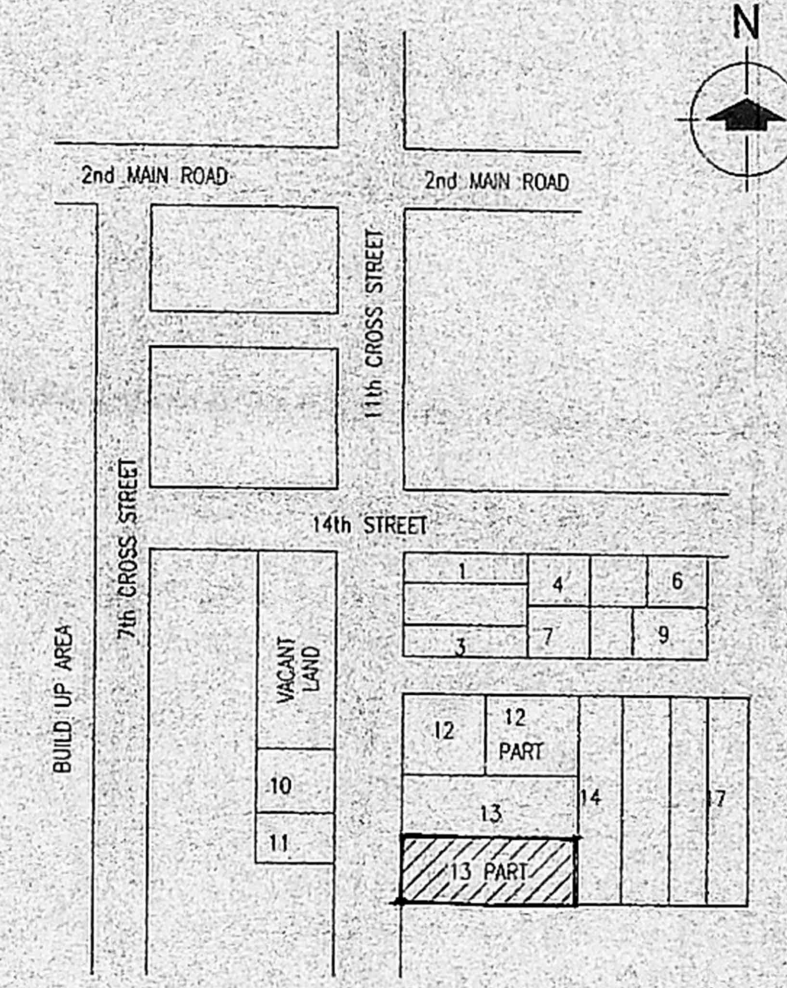 N
2nd MAIN ROAD
2nd MAIN ROAD
11th CROSS STREET
7th CROSS STREET
14th STREET
BUILD UP AREA
VACANT
LAND
1
4
6
3
7
9
12
12
PART
10
13
14
17
11
13 PART